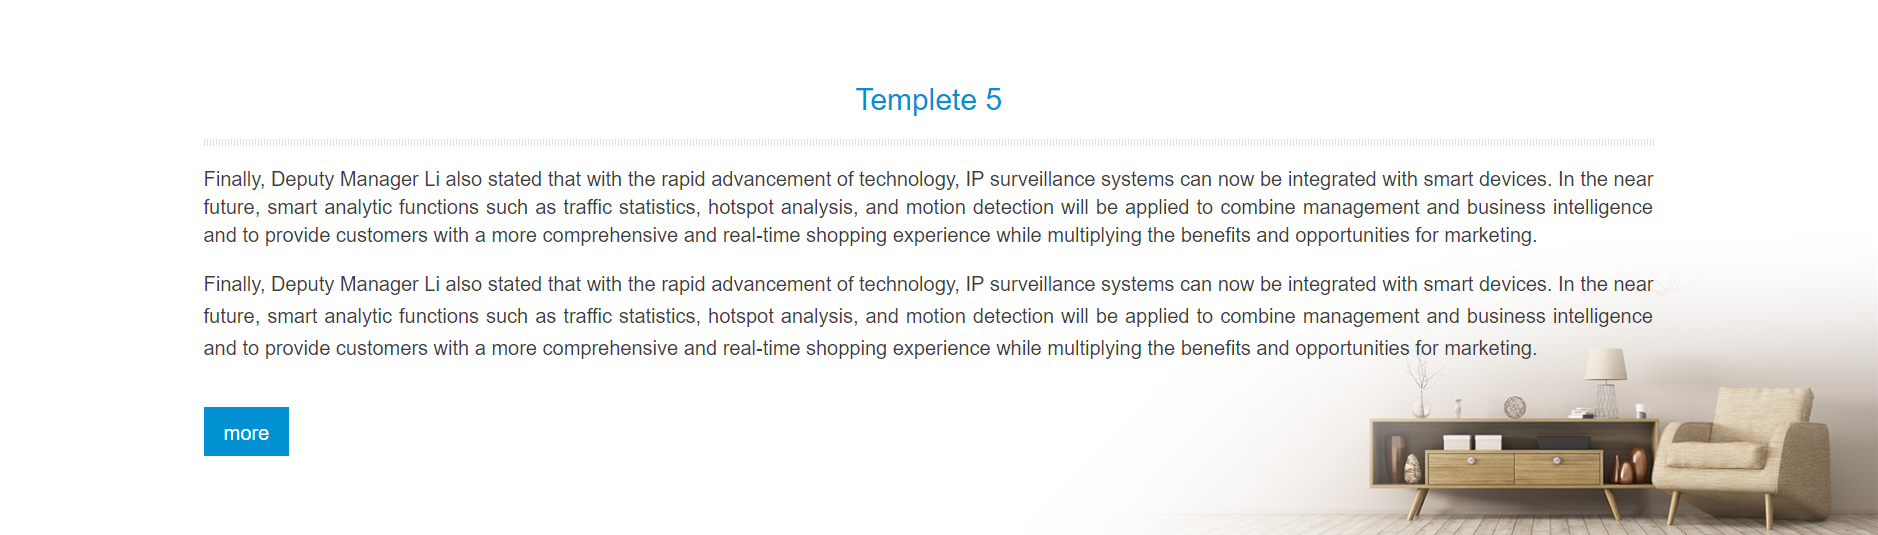 Templete 5
Finally, Deputy Manager Li also stated that with the rapid advancement of technology, IP surveillance systems can now be integrated with smart devices. In the near
future, smart analytic functions such as traffic statistics, hotspot analysis, and motion detection will be applied to combine management and business intelligence
and to provide customers with a more comprehensive and real-time shopping experience while multiplying the benefits and opportunities for marketing.
Finally, Deputy Manager Li also stated that with the rapid advancement of technology, IP surveillance systems can now be integrated with smart devices. In the near
future, smart analytic functions such as traffic statistics, hotspot analysis, and motion detection will be applied to combine management and business intelligence
and to provide customers with a more comprehensive and real-time shopping experience while multiplying the benefits and opportunities for marketing.
more